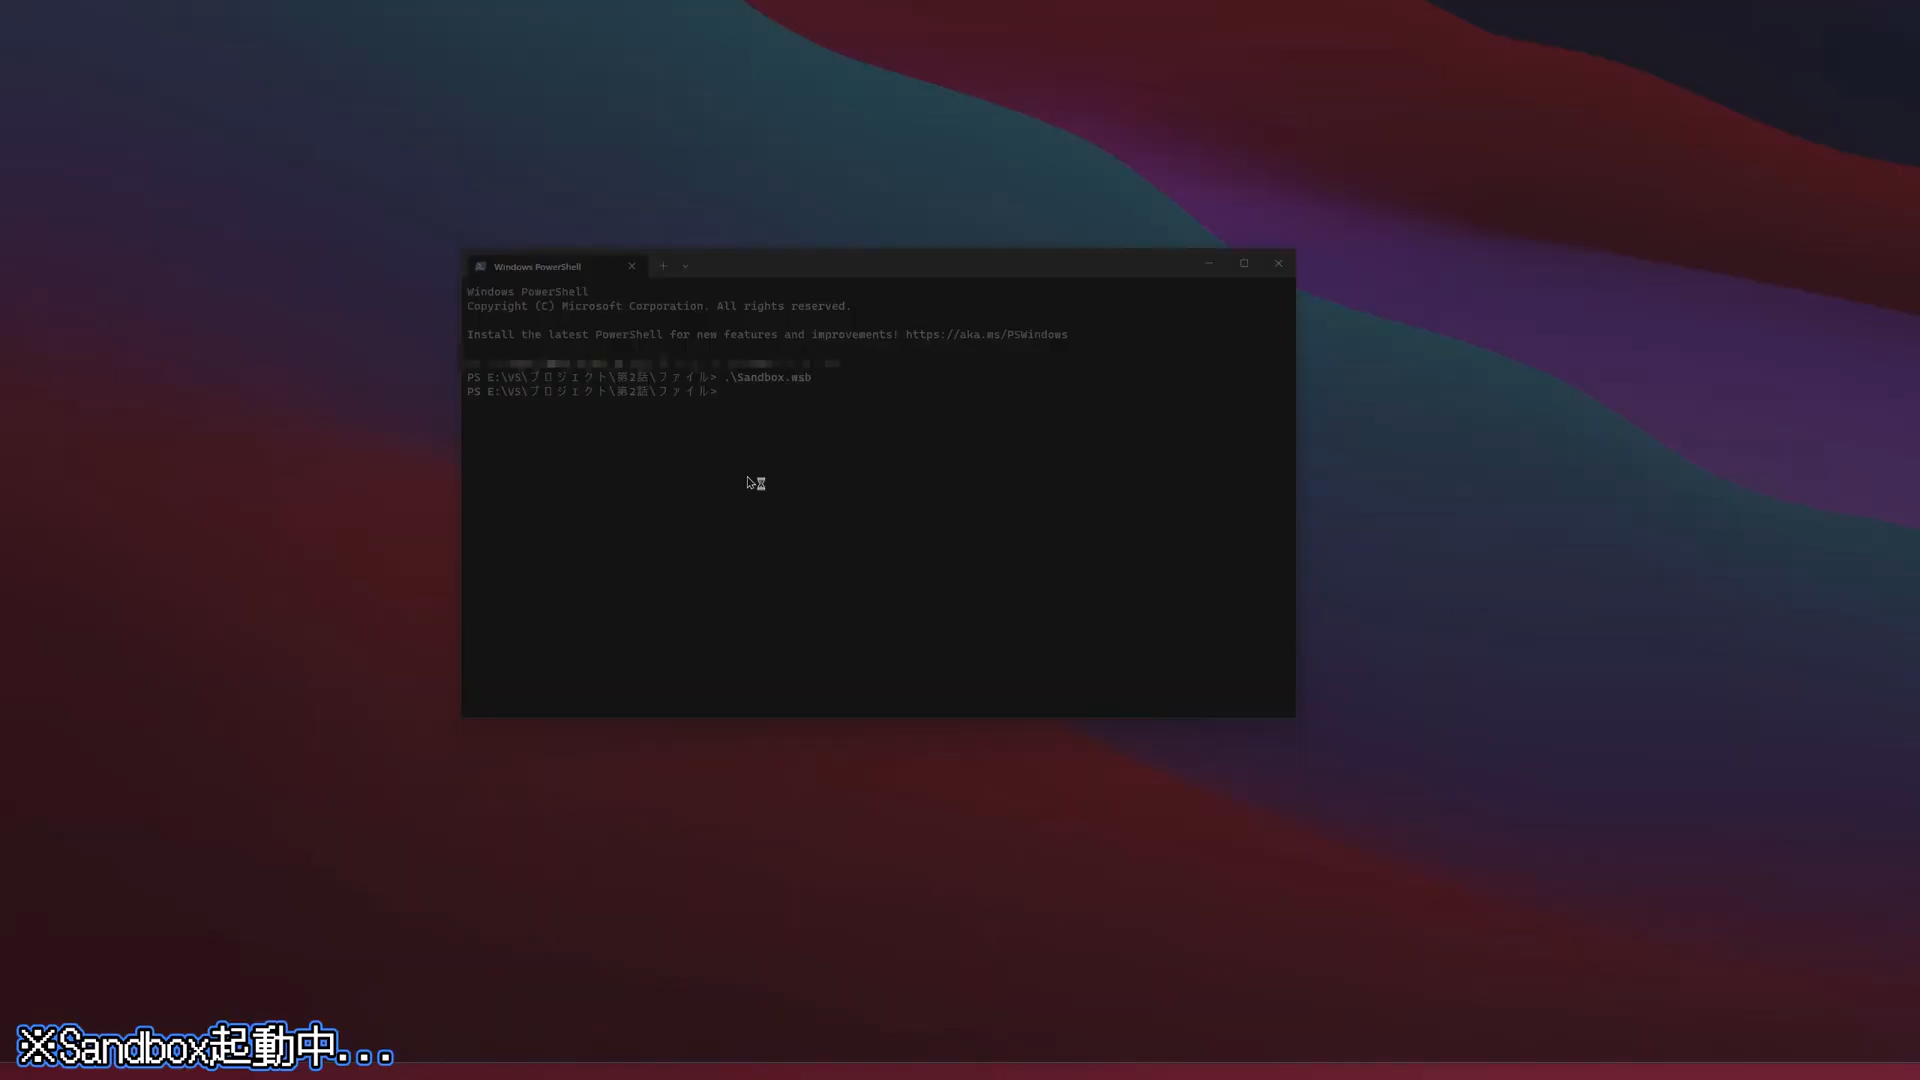 Windows PowerShell
Windows PowerShell
Copyright (C) Microsoft Corporation. All rights reserved.
Install the latest PowerShell for new features and improvements! https://aka.ms/PSWindows
PS E:\VS\プロジェクト\第2話\ファイル> .\Sandbox.wsb
PS E:\VS\プロジェクト\第2話\ファイル>
※Sandbox起動中...